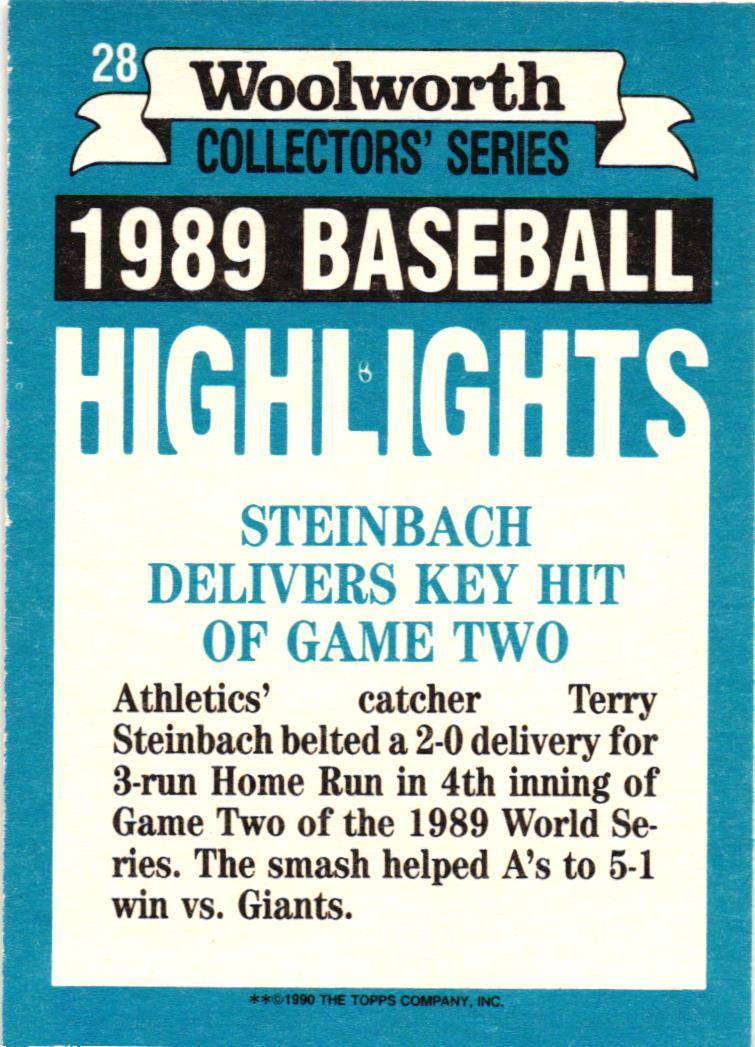 28
Woolworth
COLLECTORS' SERIES
1989 BASEBALL
HIGHLIGHTS
STEINBACH
DELIVERS KEY HIT
OF GAME TWO
Athletics' catcher Terry
Steinbach belted a 2-0 delivery for
3-run Home Run in 4th inning of
Game Two of the 1989 World Se-
ries. The smash helped A's to 5-1
win vs. Giants.
**©1990 THE TOPPS COMPANY, INC.